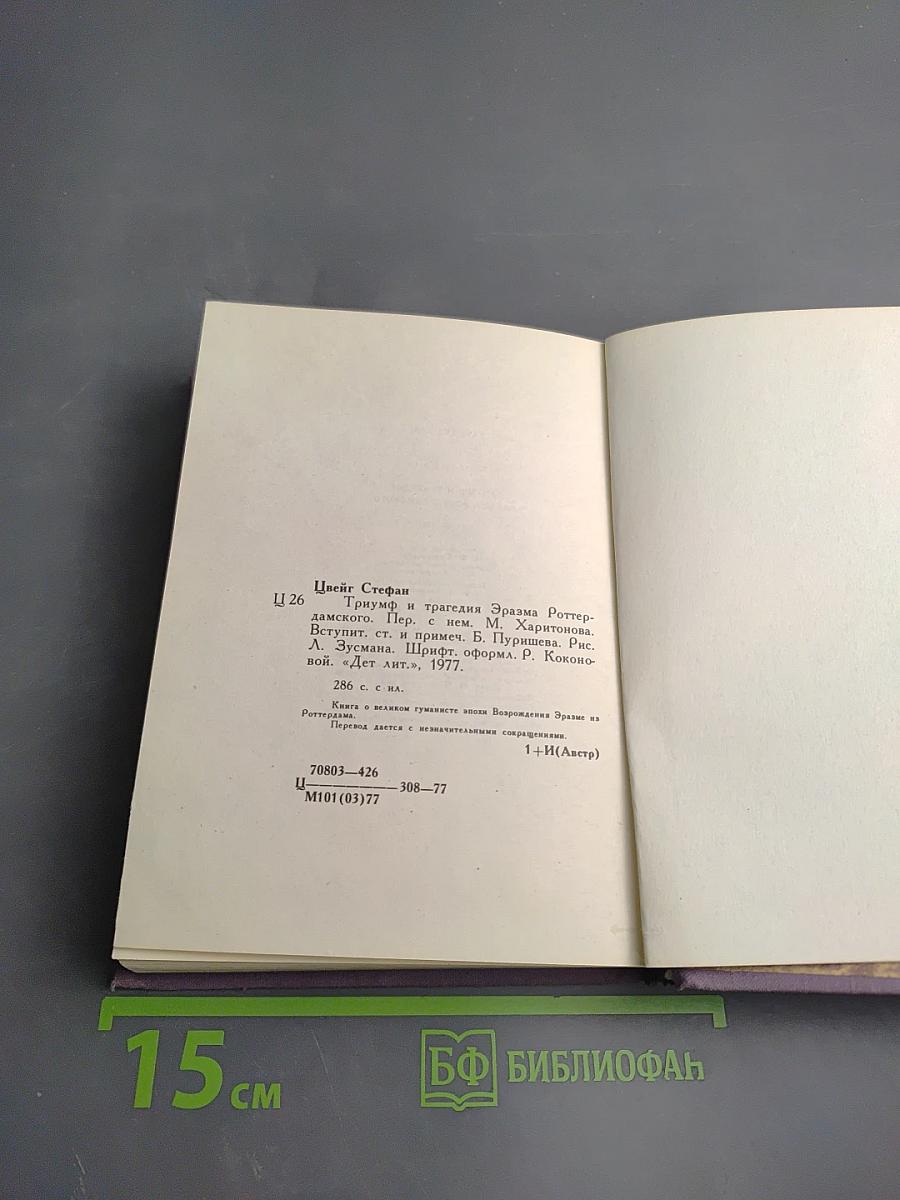 Цвейг Стефан
Ц 26 Триумф и трагедия Эразма Роттер-
дамского. Пер. с нем. М. Харитонова.
Вступит. ст. и примеч. Б. Пуришева. Рис.
Л. Зусмана. Шрифт. оформл. Р. Коконо-
вой. «Дет лит.», 1977.
286 с. с ил.
Книга о великом гуманисте эпохи Возрождения Эразме из
Роттердама.
Перевод дается с незначительными сокращениями.
1+И(Австр)
70803—426
Ц——————308—77
М101(03)77
15 см
БФ БИБЛИОФАН